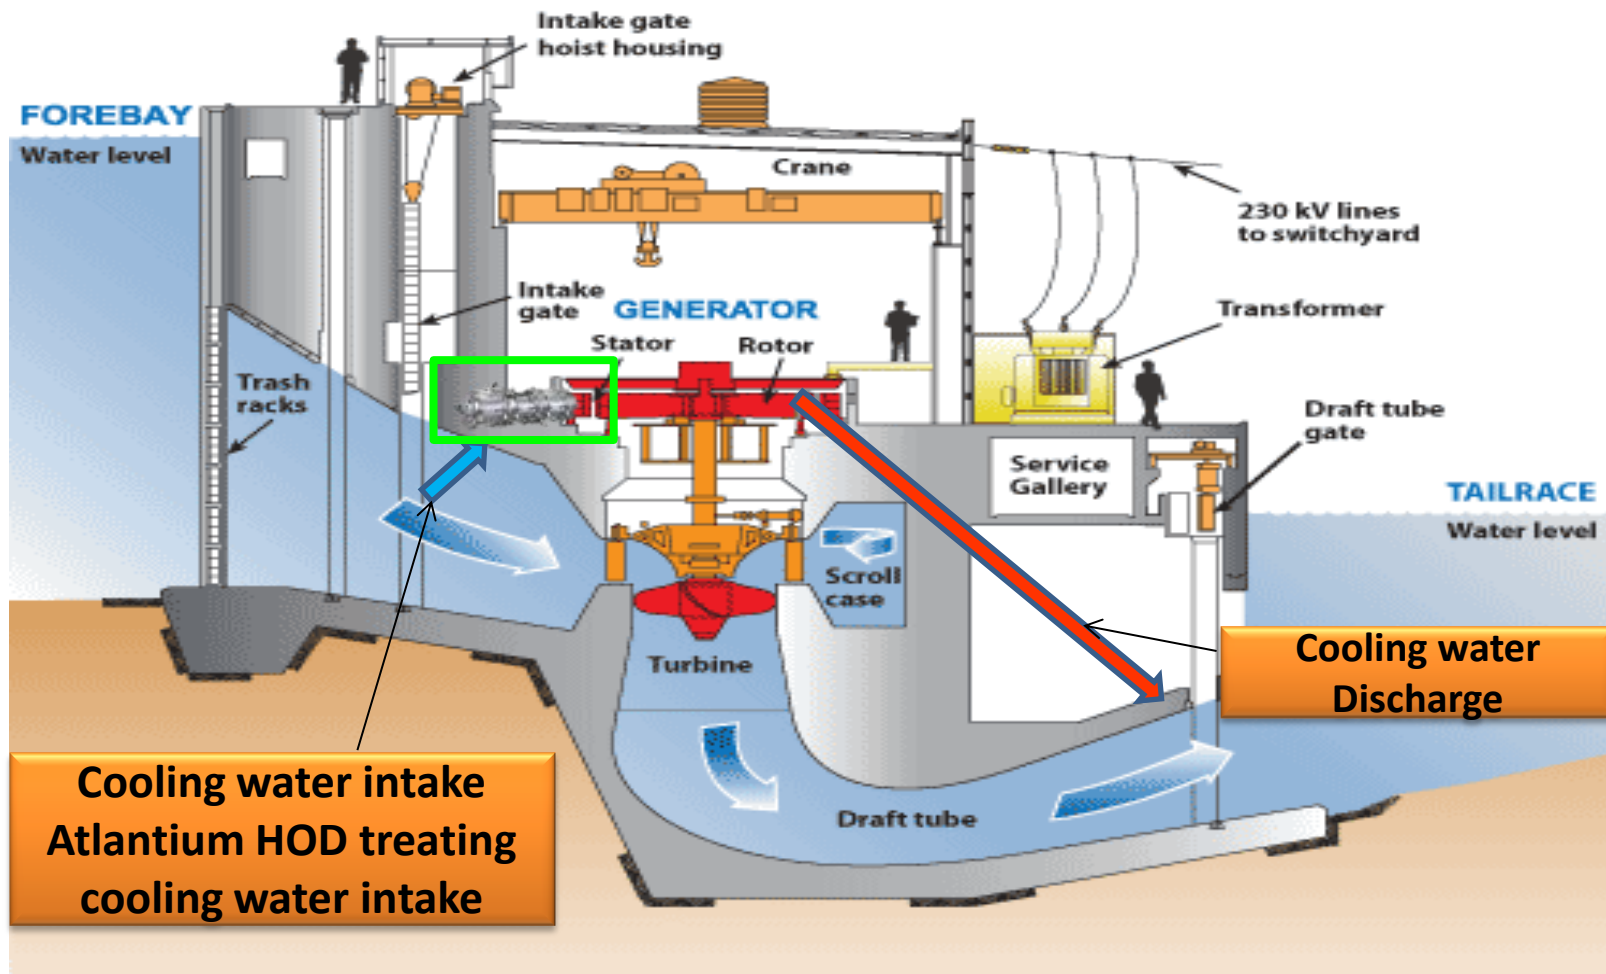 Intake gate
hoist housing
FOREBAY
Water level
Crane
230 kV lines
to switchyard
Intake
gate
GENERATOR
Stator
Rotor
Transformer
Trash
racks
Draft tube
gate
Service
Gallery
TAILRACE
Water level
Scroll
case
Turbine
Cooling water
Discharge
Cooling water intake
Atlantium HOD treating
cooling water intake
Draft tube